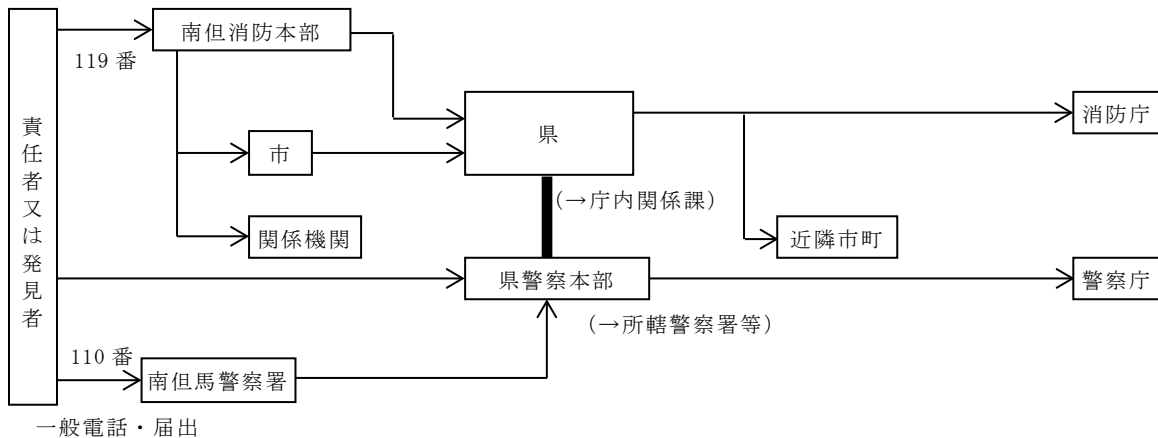 責任者又は発見者
南但消防本部
119 番
市
県
消防庁
(→庁内関係課)
関係機関
近隣市町
県警察本部
警察庁
(→所轄警察署等)
110 番
南但馬警察署
一般電話・届出